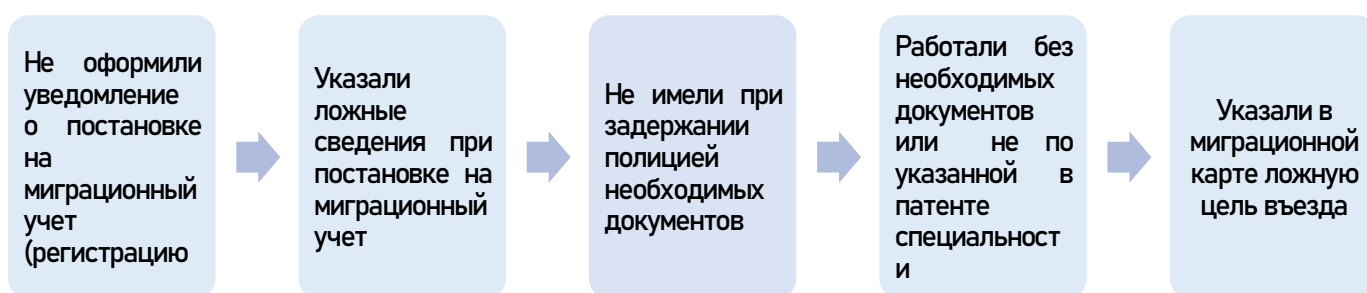 Не оформили
уведомление
о постановке
на
миграционный
учет
(регистрацию
Указали
ложные
сведения при
постановке на
миграционный
учет
Не имели при
задержании
полицией
необходимых
документов
Работали без
необходимых
документов
или не по
указанной в
патенте
специальност
и
Указали в
миграционной
карте ложную
цель въезда